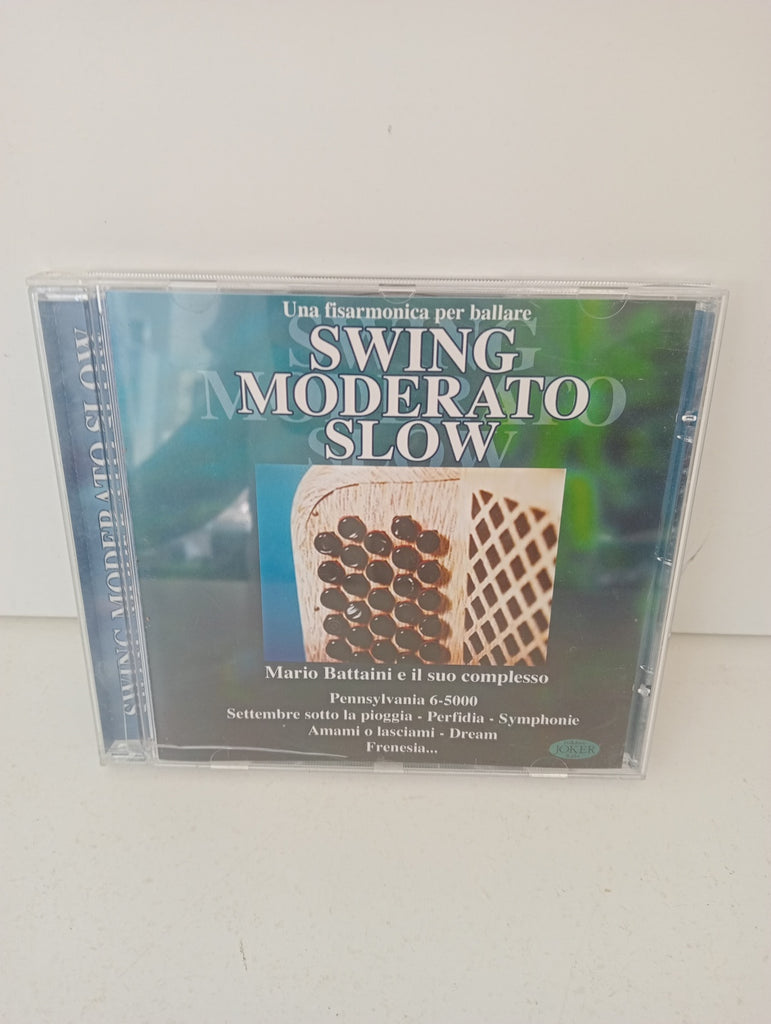 Una fisarmonica per ballare
SWING
MODERATO
SLOW
Mario Battaini e il suo complesso
Pennsylvania 6-5000
Settembre sotto la pioggia - Perfidia - Symphonie
Amami o lasciami - Dream
Frenesia...
JOKER
SWING MODERATO SLOW